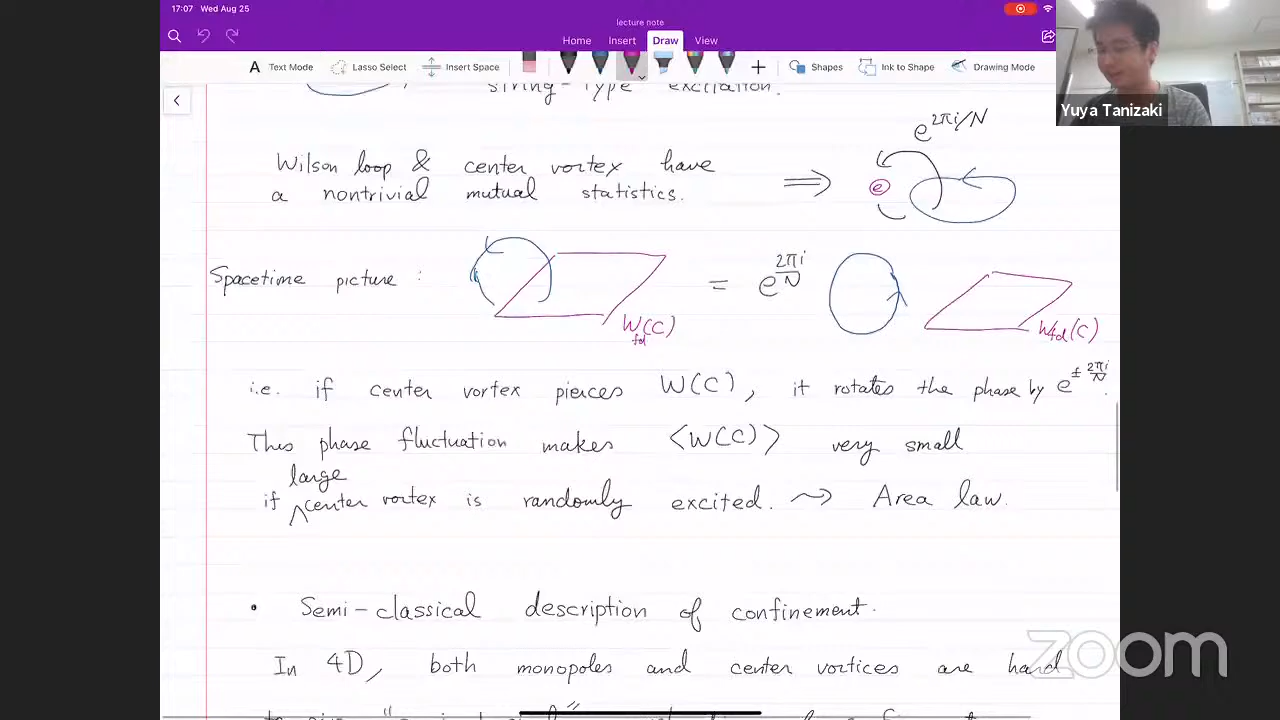 17:07 Wed Aug 25
lecture note
Home Insert Draw View
Text Mode Lasso Select Insert Space Shapes Ink to Shape Drawing Mode
Yuya Tanizaki
string-type excitation.
e^{2πi/N}
Wilson loop & center vortex have
a nontrivial mutual statistics. ⟹ e
Spacetime picture : W_{fd}(C) = e^{2πi/N} W_{fd}(C)
i.e. if center vortex pierces W(C), it rotates the phase by e^{±2πi/N}.
This phase fluctuation makes ⟨W(C)⟩ very small
large
if ∧ center vortex is randomly excited. ⇝ Area law.
• Semi-classical description of confinement.
In 4D, both monopoles and center vortices are hard
zoom